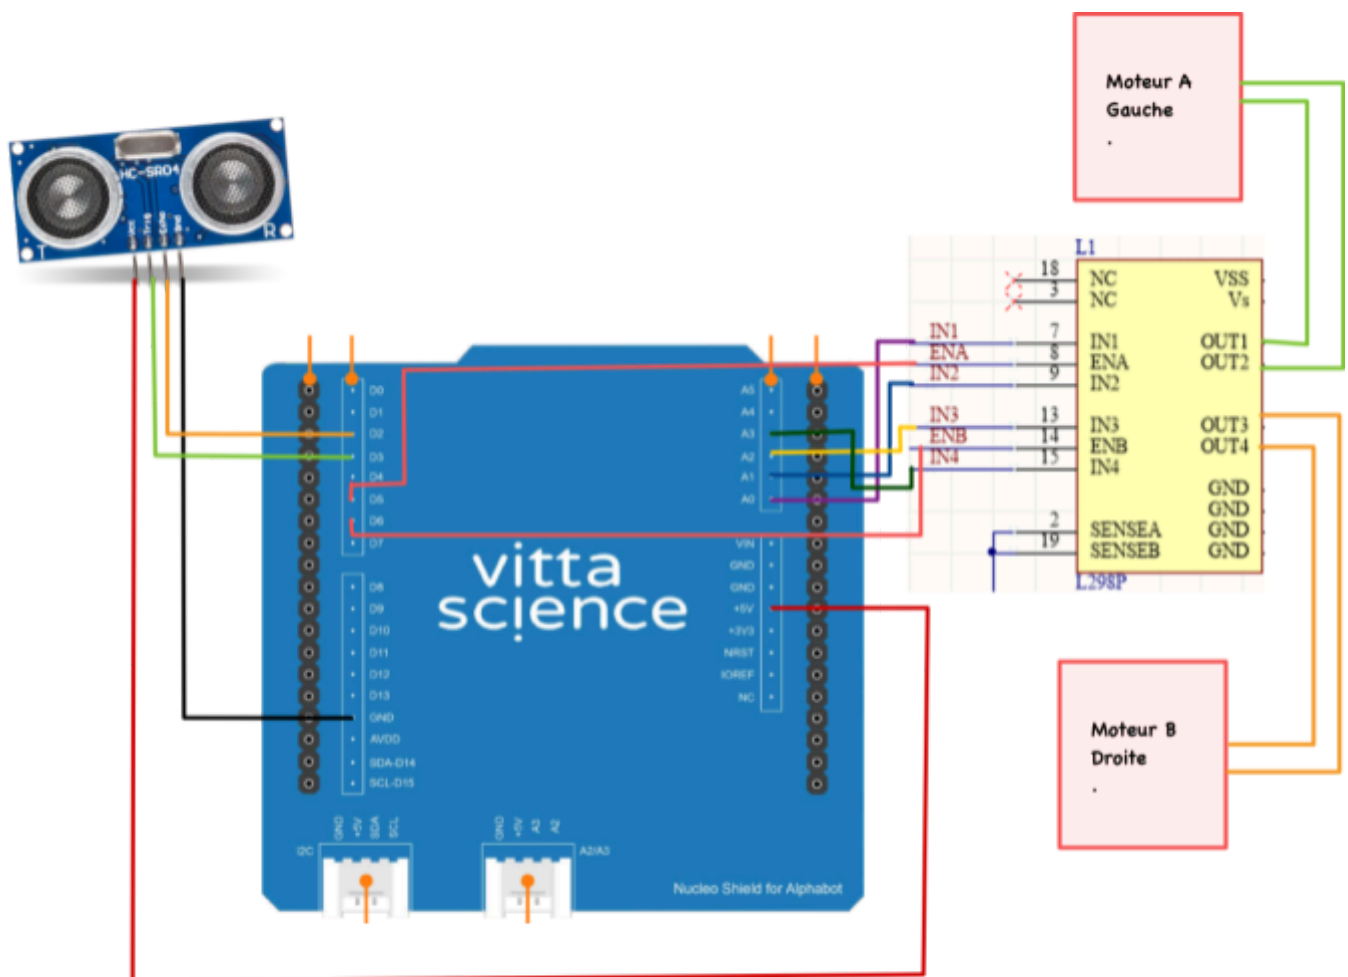 Moteur A
Gauche
.
HC-SR04
Vcc
Trig
Echo
Gnd
T
R
L1
18
NC
3
NC
IN1
7
IN1
ENA
8
ENA
IN2
9
IN2
IN3
13
IN3
ENB
14
ENB
IN4
15
IN4
2
SENSEA
19
SENSEB
VSS
Vs
OUT1
OUT2
OUT3
OUT4
GND
GND
GND
GND
L298P
D0
D1
D2
D3
D4
D5
D6
D7
D8
D9
D10
D11
D12
D13
GND
AVDD
SDA-D14
SCL-D15
A5
A4
A3
A2
A1
A0
VIN
GND
GND
+5V
+3V3
NRST
IOREF
NC
vitta
science
I2C
GND
+5V
SDA
SCL
GND
+5V
A3
A2
A2/A3
Nucleo Shield for Alphabot
Moteur B
Droite
.